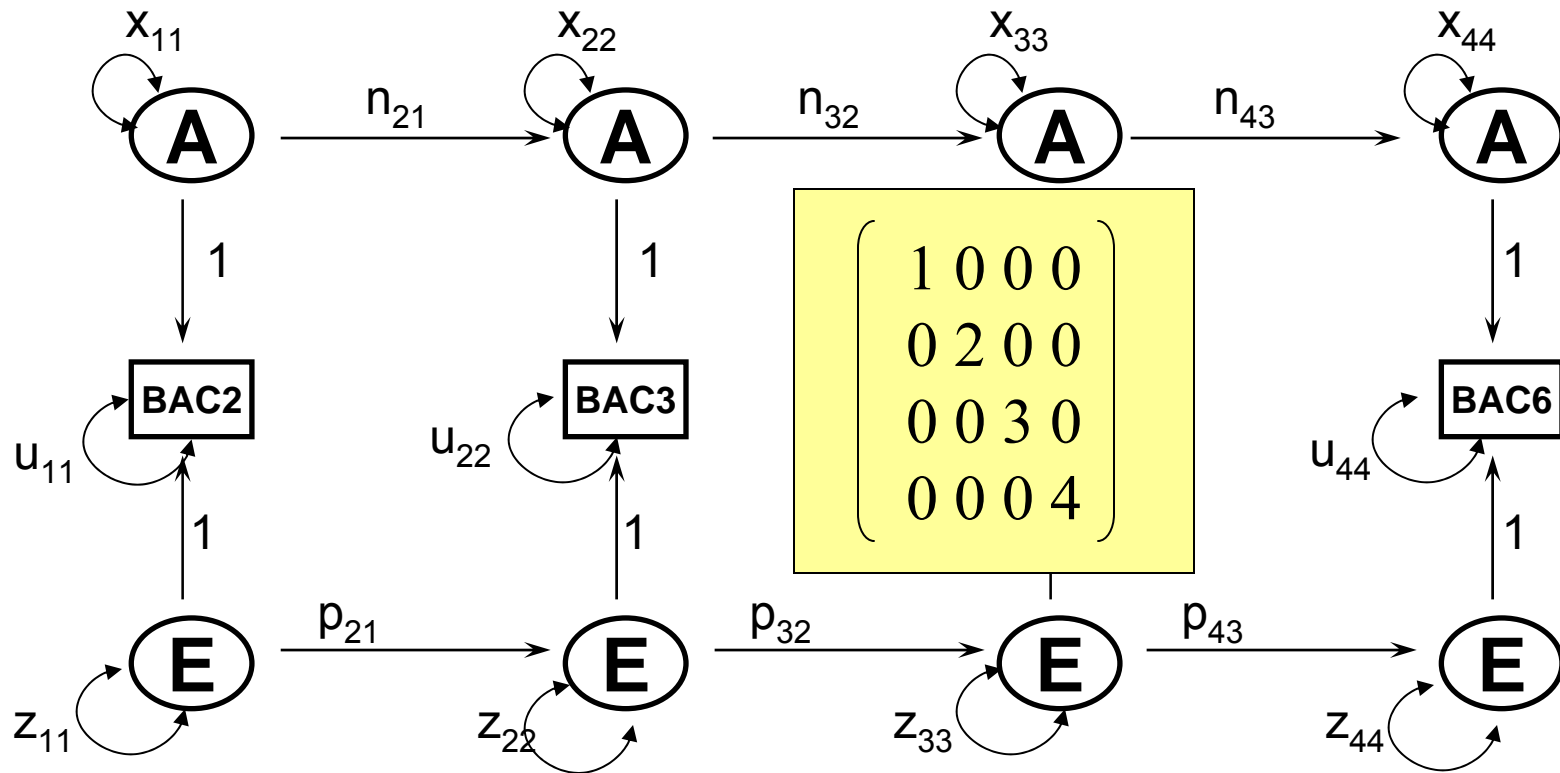 x₁₁ x₂₂ x₃₃ x₄₄
n₂₁ n₃₂ n₄₃
A A A A
1 1 1
1 0 0 0
0 2 0 0
0 0 3 0
0 0 0 4
BAC2 BAC3 BAC6
u₁₁ u₂₂ u₄₄
1 1 1
p₂₁ p₃₂ p₄₃
E E E E
z₁₁ z₂₂ z₃₃ z₄₄